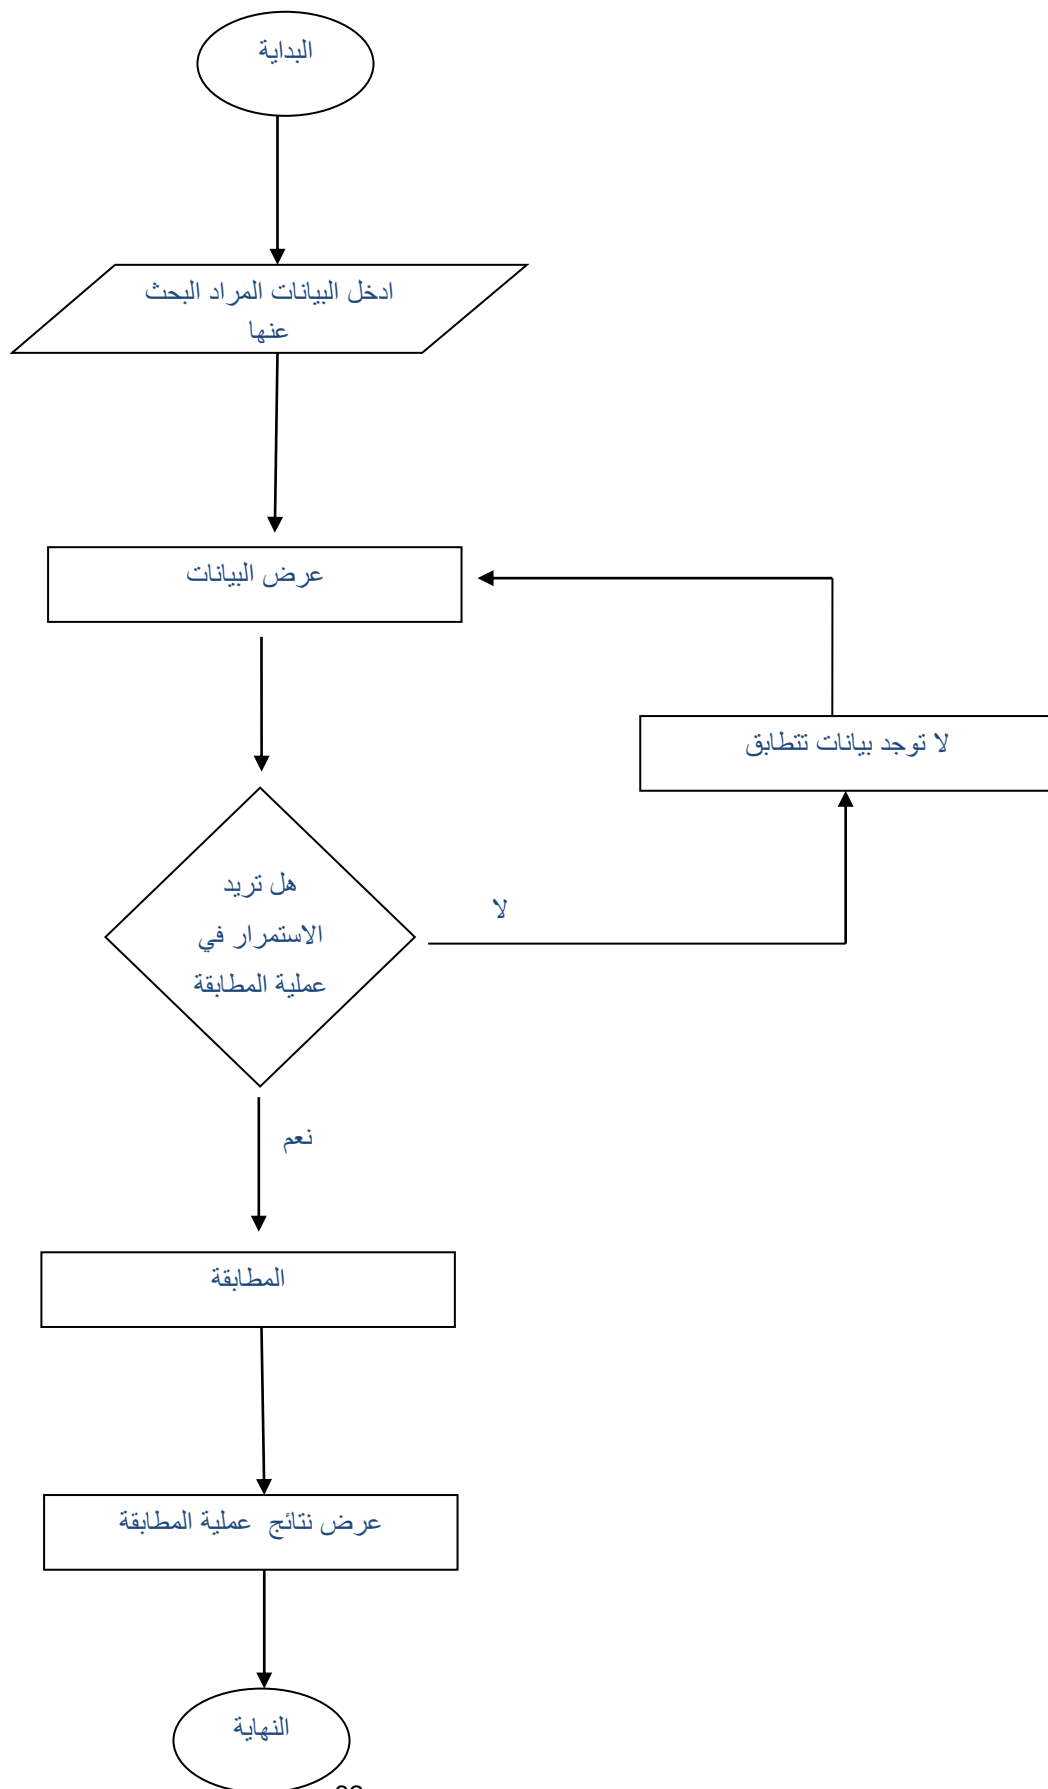 البداية
ادخل البيانات المراد البحث
عنها
عرض البيانات
لا توجد بيانات تتطابق
هل تريد
الاستمرار في
عملية المطابقة
لا
نعم
المطابقة
عرض نتائج عملية المطابقة
النهاية